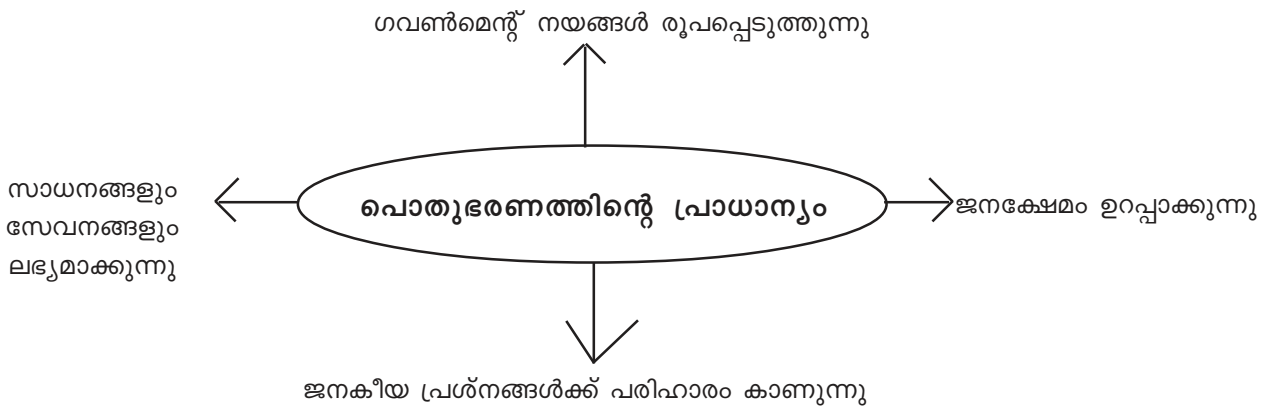 ഗവൺമെന്റ് നയങ്ങൾ രൂപപ്പെടുത്തുന്നു
സാധനങ്ങളും
സേവനങ്ങളും
ലഭ്യമാക്കുന്നു
പൊതുഭരണത്തിന്റെ പ്രാധാന്യം
ജനക്ഷേമം ഉറപ്പാക്കുന്നു
ജനകീയ പ്രശ്നങ്ങൾക്ക് പരിഹാരം കാണുന്നു